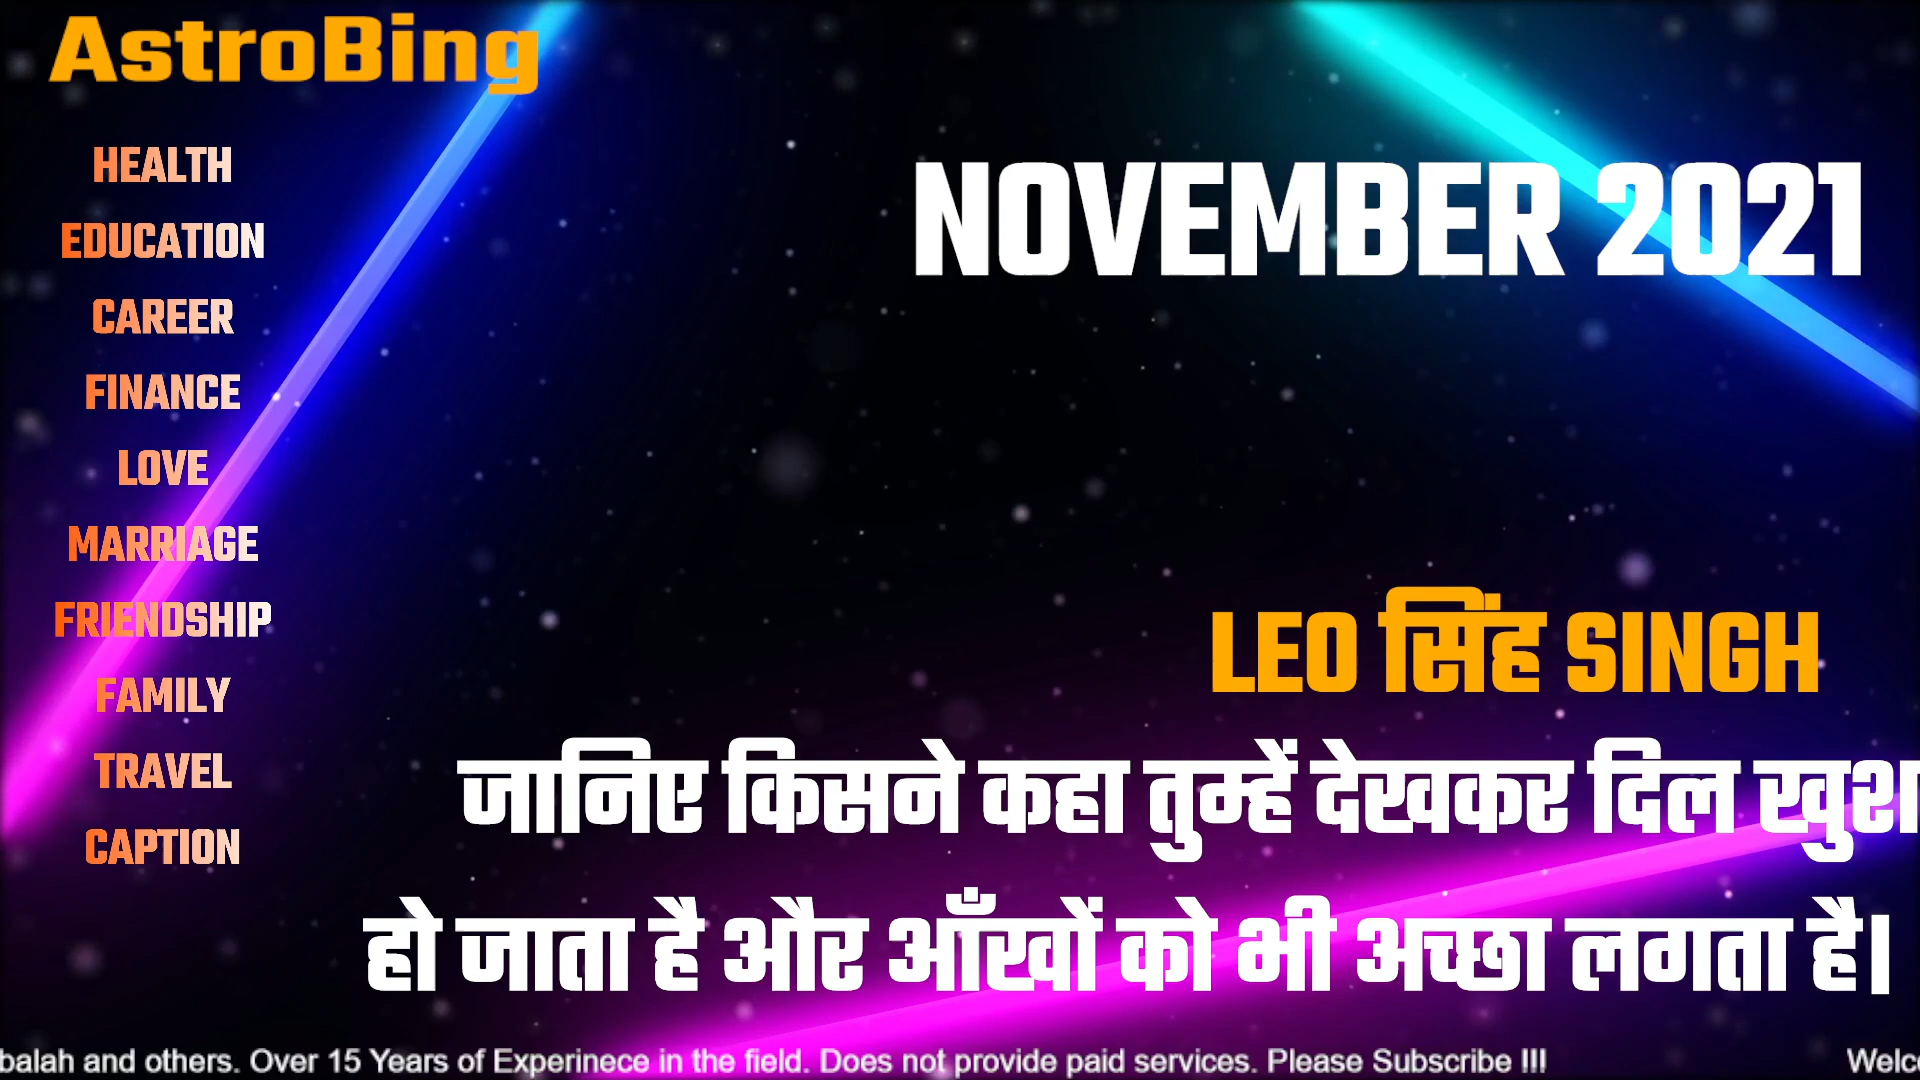 AstroBing
HEALTH
EDUCATION
CAREER
FINANCE
LOVE
MARRIAGE
FRIENDSHIP
FAMILY
TRAVEL
CAPTION
NOVEMBER 2021
LEO सिंह SINGH
जानिए किसने कहा तुम्हें देखकर दिल खुश
हो जाता है और आँखों को भी अच्छा लगता है।
balah and others. Over 15 Years of Experinece in the field. Does not provide paid services. Please Subscribe !!! Welc